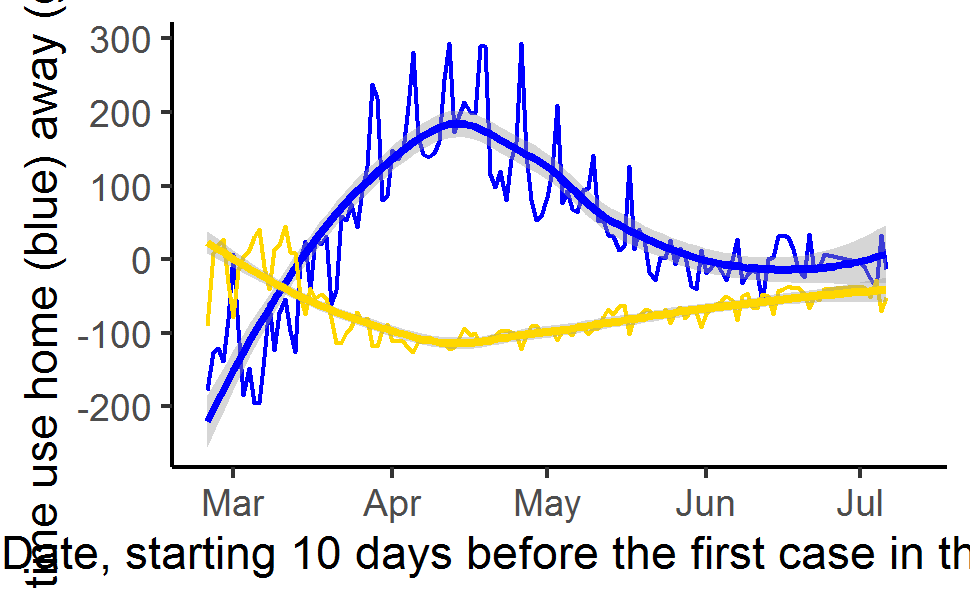 time use home (blue) away (g
300
200
100
0
-100
-200
Mar Apr May Jun Jul
Date, starting 10 days before the first case in th